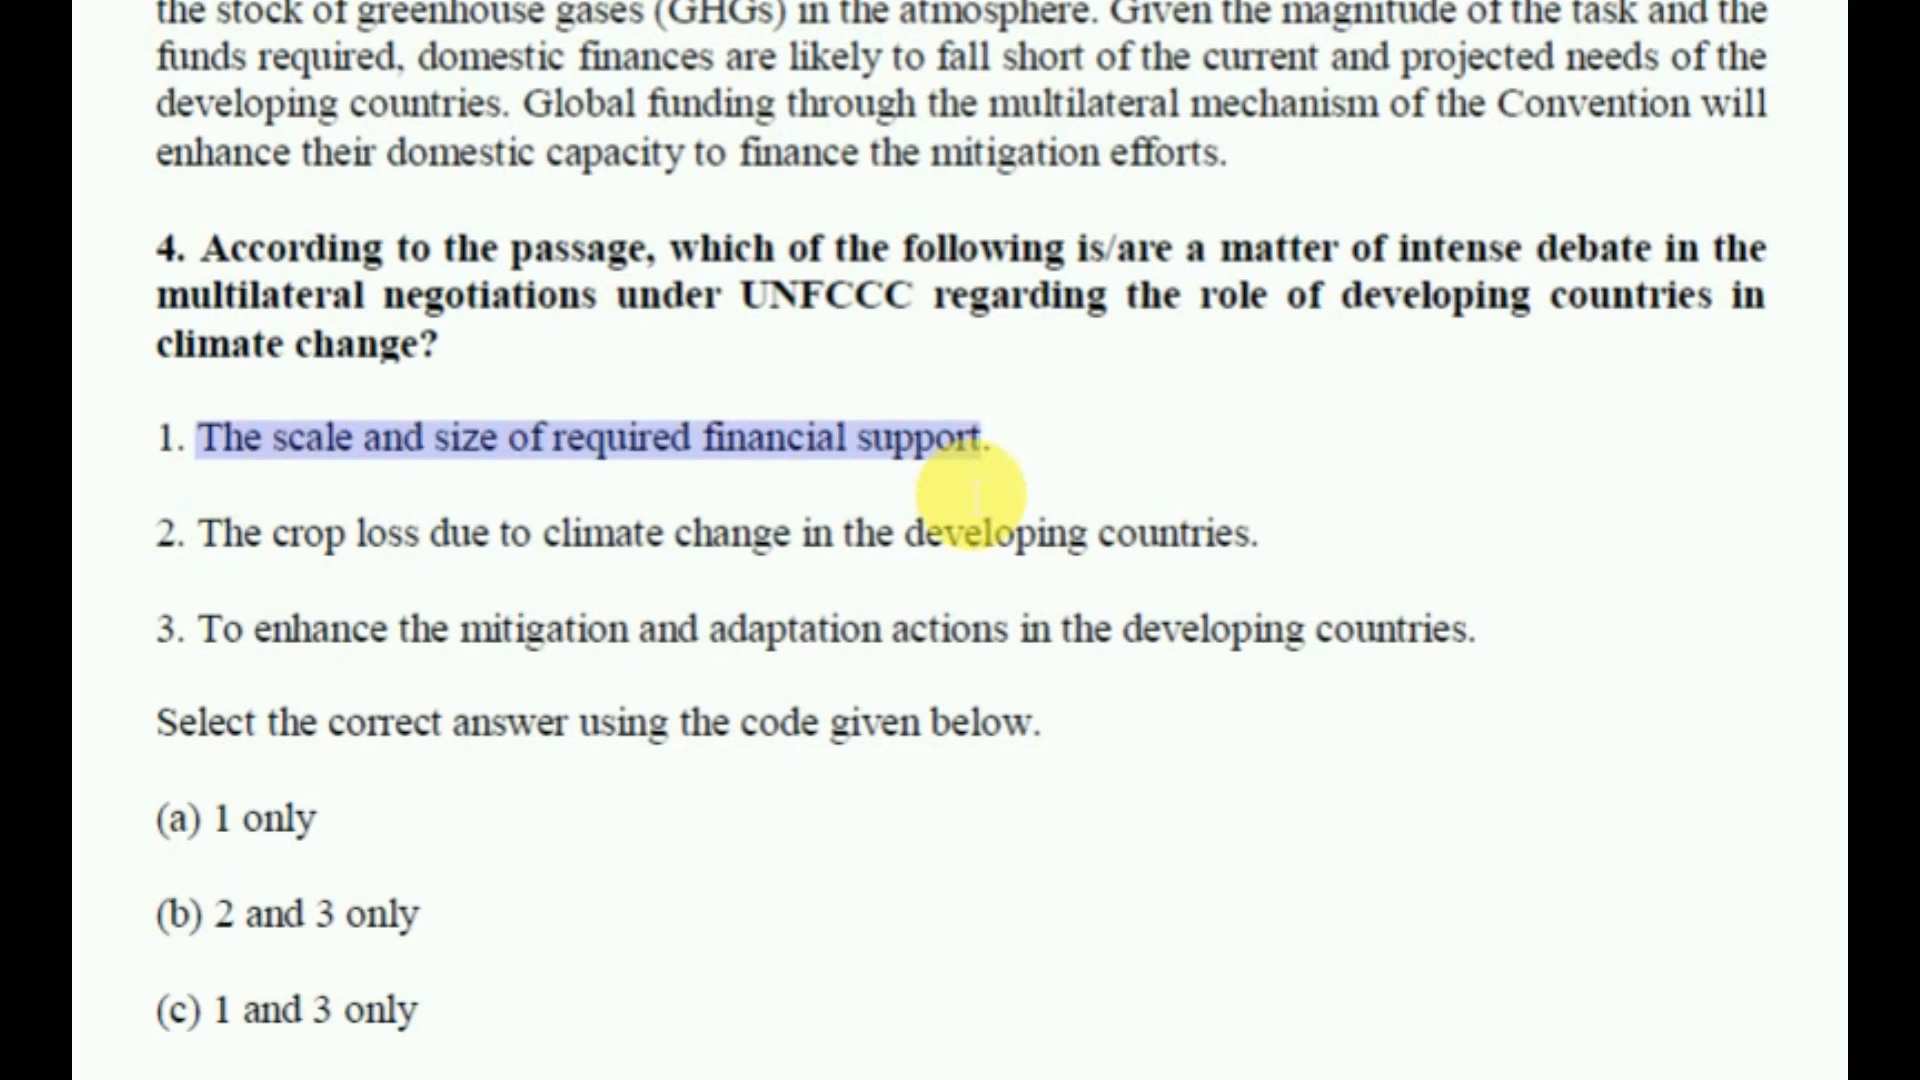 the stock of greenhouse gases (GHGs) in the atmosphere. Given the magnitude of the task and the
funds required, domestic finances are likely to fall short of the current and projected needs of the
developing countries. Global funding through the multilateral mechanism of the Convention will
enhance their domestic capacity to finance the mitigation efforts.
4. According to the passage, which of the following is/are a matter of intense debate in the
multilateral negotiations under UNFCCC regarding the role of developing countries in
climate change?
1. The scale and size of required financial support.
2. The crop loss due to climate change in the developing countries.
3. To enhance the mitigation and adaptation actions in the developing countries.
Select the correct answer using the code given below.
(a) 1 only
(b) 2 and 3 only
(c) 1 and 3 only